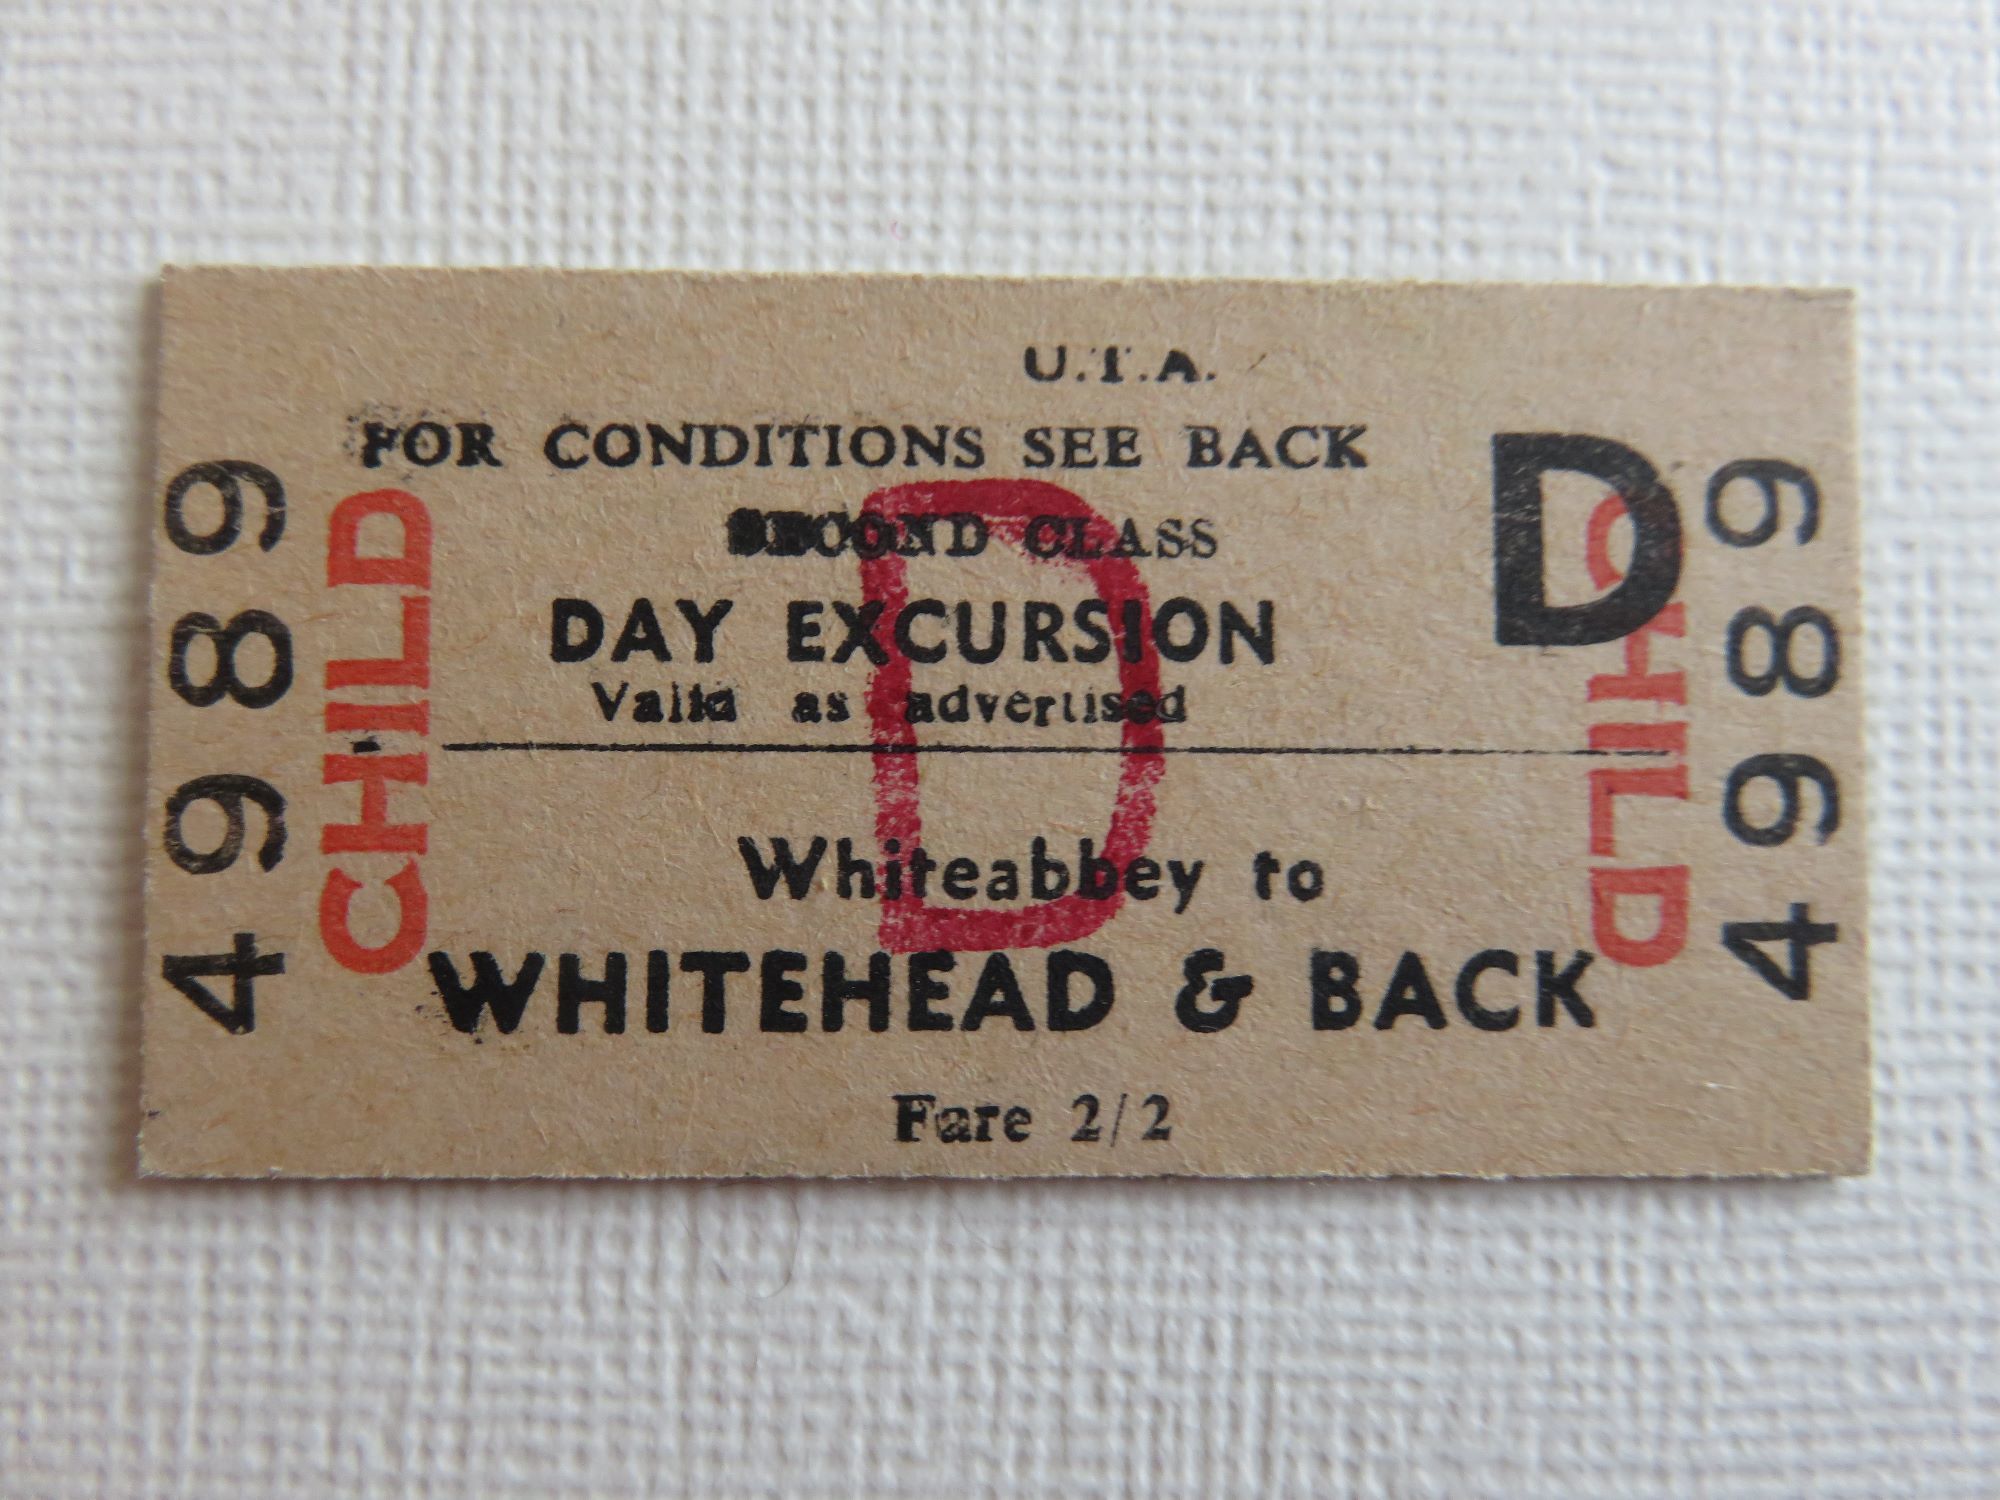 U.T.A.
FOR CONDITIONS SEE BACK
SECOND CLASS
DAY EXCURSION
Valid as advertised
Whiteabbey to
WHITEHEAD & BACK
Fare 2/2
4989
CHILD
D
D
CHILD
4989